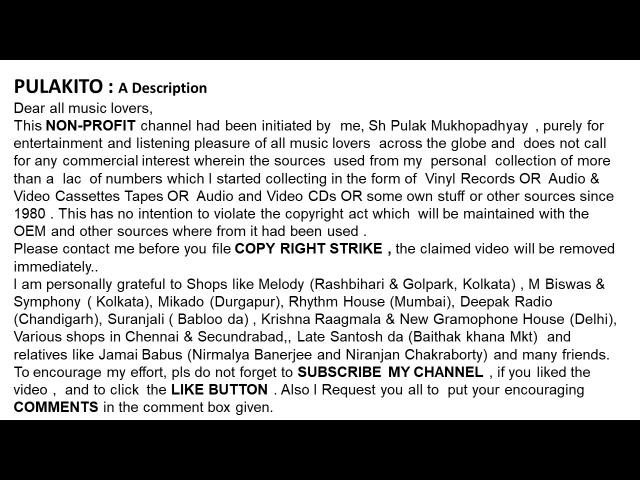 PULAKITO : A Description
Dear all music lovers,
This NON-PROFIT channel had been initiated by me, Sh Pulak Mukhopadhyay , purely for
entertainment and listening pleasure of all music lovers across the globe and does not call
for any commercial interest wherein the sources used from my personal collection of more
than a lac of numbers which I started collecting in the form of Vinyl Records OR Audio &
Video Cassettes Tapes OR Audio and Video CDs OR some own stuff or other sources since
1980 . This has no intention to violate the copyright act which will be maintained with the
OEM and other sources where from it had been used .
Please contact me before you file COPY RIGHT STRIKE , the claimed video will be removed
immediately..
I am personally grateful to Shops like Melody (Rashbihari & Golpark, Kolkata) , M Biswas &
Symphony ( Kolkata), Mikado (Durgapur), Rhythm House (Mumbai), Deepak Radio
(Chandigarh), Suranjali ( Babloo da) , Krishna Raagmala & New Gramophone House (Delhi),
Various shops in Chennai & Secundrabad,, Late Santosh da (Baithak khana Mkt) and
relatives like Jamai Babus (Nirmalya Banerjee and Niranjan Chakraborty) and many friends.
To encourage my effort, pls do not forget to SUBSCRIBE MY CHANNEL , if you liked the
video , and to click the LIKE BUTTON . Also I Request you all to put your encouraging
COMMENTS in the comment box given.